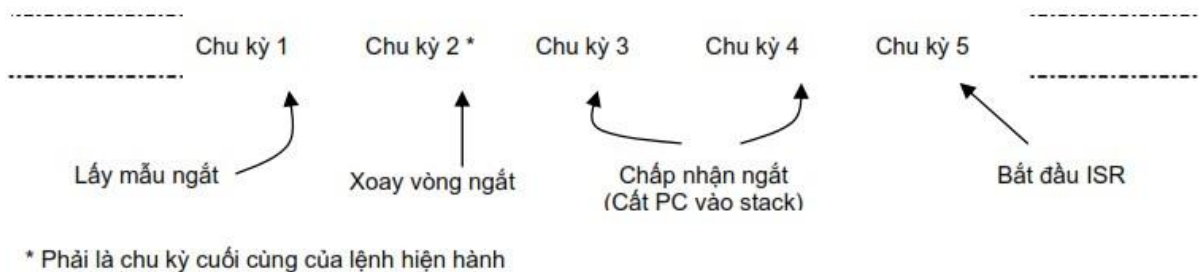 Chu kỳ 1 Chu kỳ 2 * Chu kỳ 3 Chu kỳ 4 Chu kỳ 5
Lấy mẫu ngắt Xoay vòng ngắt Chấp nhận ngắt Bắt đầu ISR
(Cất PC vào stack)
* Phải là chu kỳ cuối cùng của lệnh hiện hành